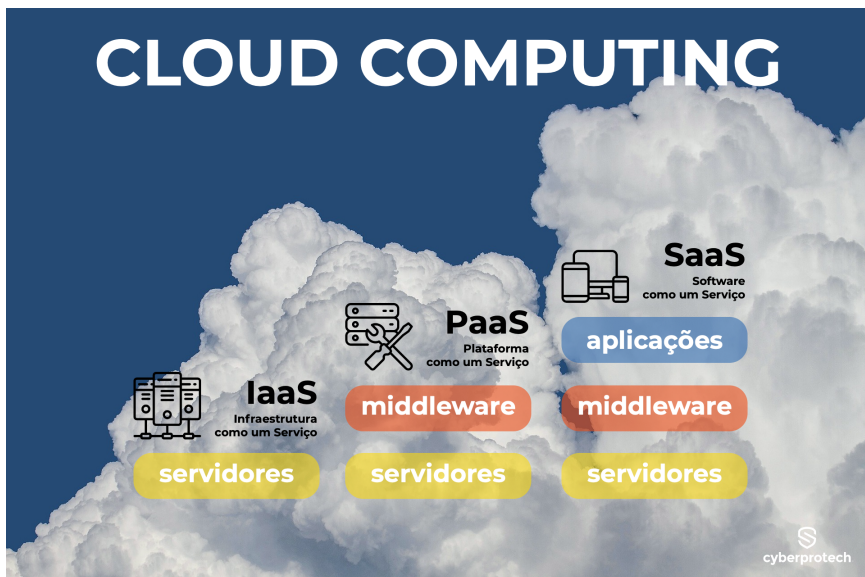 CLOUD COMPUTING
IaaS
Infraestrutura
como um Serviço
servidores
PaaS
Plataforma
como um Serviço
middleware
servidores
SaaS
Software
como um Serviço
aplicações
middleware
servidores
cyberprotech